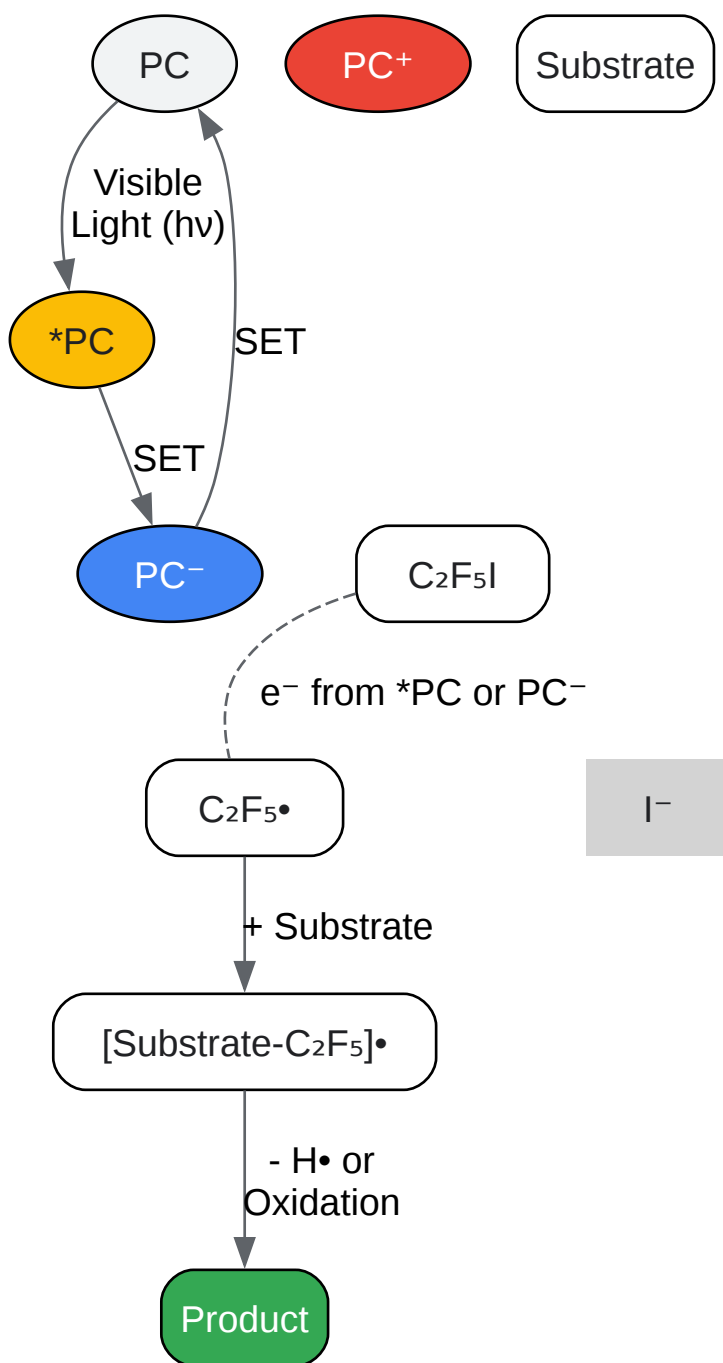 PC
PC⁺
Substrate
Visible
Light (hν)
*PC
SET
SET
PC⁻
C₂F₅I
e⁻ from *PC or PC⁻
C₂F₅•
I⁻
+ Substrate
[Substrate-C₂F₅]•
- H• or
Oxidation
Product